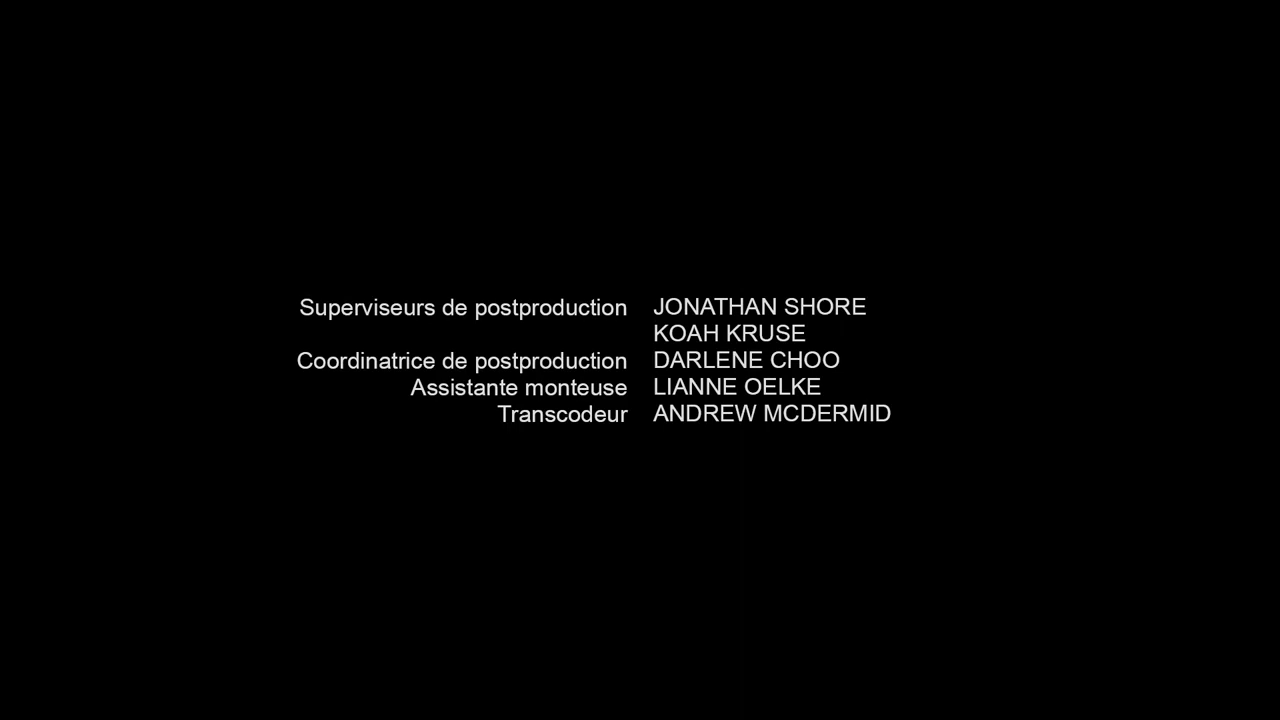 Superviseurs de postproduction JONATHAN SHORE
KOAH KRUSE
Coordinatrice de postproduction DARLENE CHOO
Assistante monteuse LIANNE OELKE
Transcodeur ANDREW MCDERMID